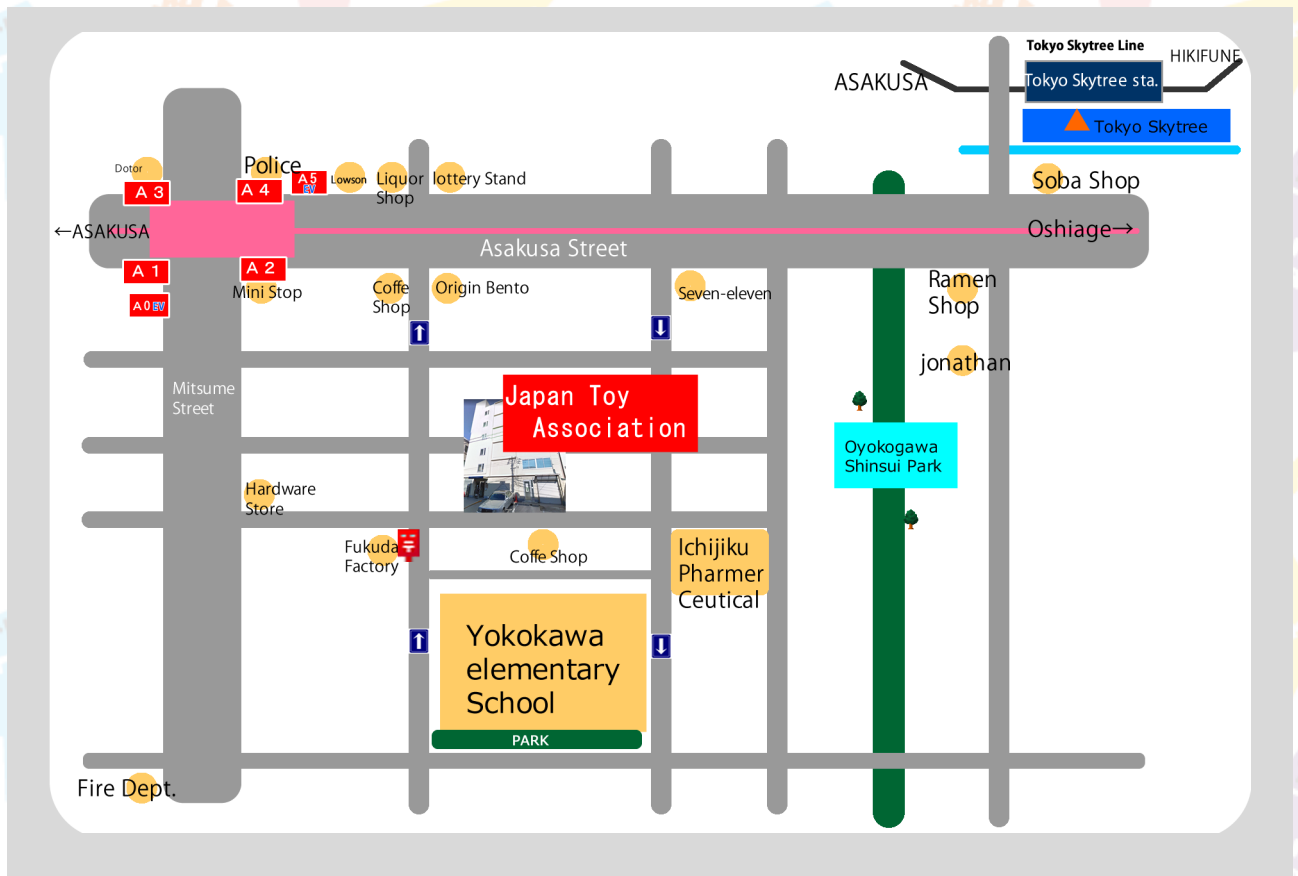 Tokyo Skytree Line
HIKIFUNE
ASAKUSA
Tokyo Skytree sta.
Tokyo Skytree
Dotor
Police
A 3
A 4
A 5
EV
Lowson
Liquor
Shop
lottery Stand
Soba Shop
←ASAKUSA
Asakusa Street
Oshiage→
A 1
A 2
A 0 EV
Mini Stop
Coffe
Shop
Origin Bento
Seven-eleven
Ramen
Shop
jonathan
Mitsume
Street
Japan Toy
Association
Oyokogawa
Shinsui Park
Hardware
Store
Fukuda
Factory
Coffe Shop
Ichijiku
Pharmer
Ceutical
Yokokawa
elementary
School
PARK
Fire Dept.